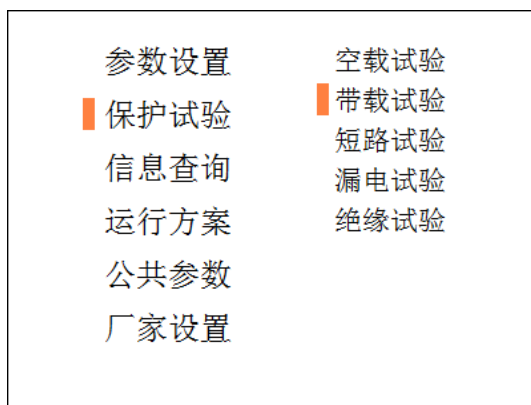 参数设置
保护试验
信息查询
运行方案
公共参数
厂家设置
空载试验
带载试验
短路试验
漏电试验
绝缘试验